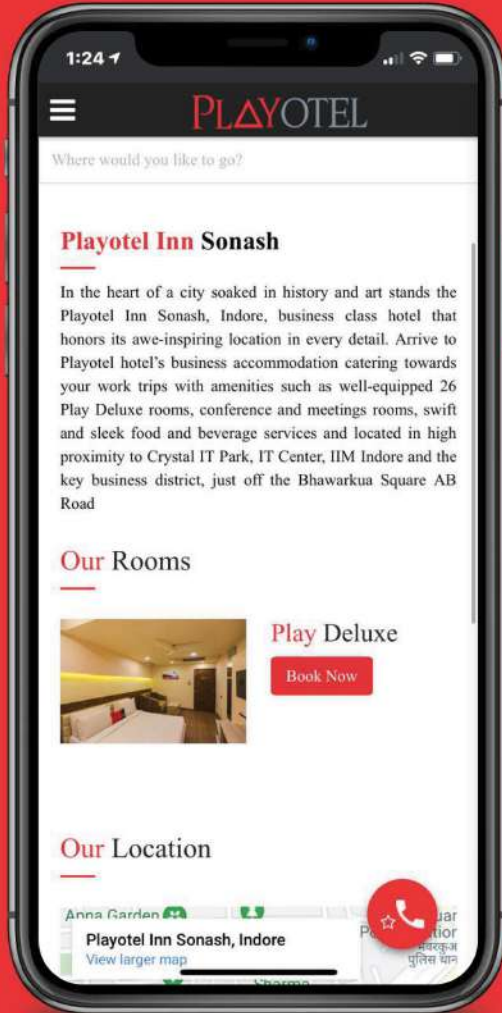 1:24
PLAYOTEL
Where would you like to go?
Playotel Inn Sonash
In the heart of a city soaked in history and art stands the
Playotel Inn Sonash, Indore, business class hotel that
honors its awe-inspiring location in every detail. Arrive to
Playotel hotel's business accommodation catering towards
your work trips with amenities such as well-equipped 26
Play Deluxe rooms, conference and meetings rooms, swift
and sleek food and beverage services and located in high
proximity to Crystal IT Park, IT Center, IIM Indore and the
key business district, just off the Bhawarkua Square AB
Road
Our Rooms
Play Deluxe
Book Now
Our Location
Anna Garden
Playotel Inn Sonash, Indore
View larger map
Sharma